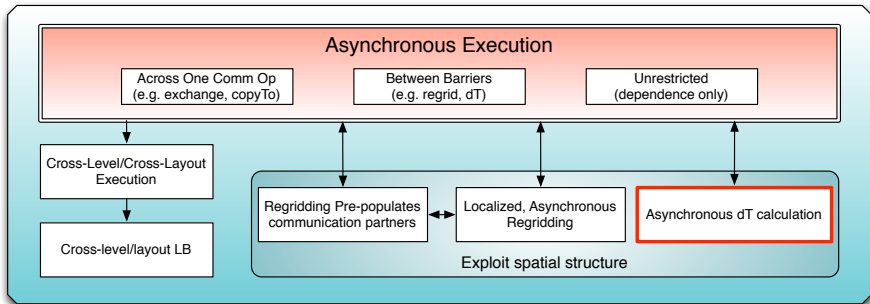 Asynchronous Execution
Across One Comm Op
(e.g. exchange, copyTo)
Between Barriers
(e.g. regrid, dT)
Unrestricted
(dependence only)
Cross-Level/Cross-Layout
Execution
Cross-level/layout LB
Regridding Pre-populates
communication partners
Localized, Asynchronous
Regridding
Asynchronous dT calculation
Exploit spatial structure